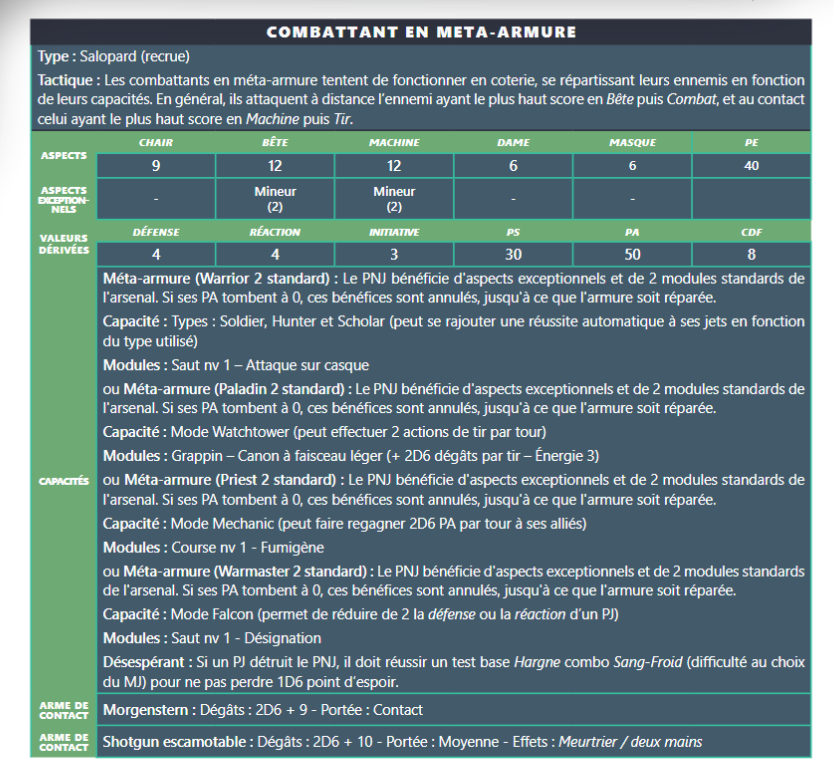 COMBATTANT EN META-ARMURE
Type : Salopard (recrue)
Tactique : Les combattants en méta-armure tentent de fonctionner en coterie, se répartissant leurs ennemis en fonction
de leurs capacités. En général, ils attaquent à distance l'ennemi ayant le plus haut score en Bête puis Combat, et au contact
celui ayant le plus haut score en Machine puis Tir.
ASPECTS
CHAIR BÊTE MACHINE DAME MASQUE PE
9 12 12 6 6 40
ASPECTS
EXCEPTION-
NELS
- Mineur Mineur - -
(2) (2)
VALEURS
DÉRIVÉES
DÉFENSE RÉACTION INITIATIVE PS PA CDF
4 4 3 30 50 8
CAPACITÉS
Méta-armure (Warrior 2 standard) : Le PNJ bénéficie d'aspects exceptionnels et de 2 modules standards de
l'arsenal. Si ses PA tombent à 0, ces bénéfices sont annulés, jusqu'à ce que l'armure soit réparée.
Capacité : Types : Soldier, Hunter et Scholar (peut se rajouter une réussite automatique à ses jets en fonction
du type utilisé)
Modules : Saut nv 1 – Attaque sur casque
ou Méta-armure (Paladin 2 standard) : Le PNJ bénéficie d'aspects exceptionnels et de 2 modules standards de
l'arsenal. Si ses PA tombent à 0, ces bénéfices sont annulés, jusqu'à ce que l'armure soit réparée.
Capacité : Mode Watchtower (peut effectuer 2 actions de tir par tour)
Modules : Grappin – Canon à faisceau léger (+ 2D6 dégâts par tir – Énergie 3)
ou Méta-armure (Priest 2 standard) : Le PNJ bénéficie d'aspects exceptionnels et de 2 modules standards de
l'arsenal. Si ses PA tombent à 0, ces bénéfices sont annulés, jusqu'à ce que l'armure soit réparée.
Capacité : Mode Mechanic (peut faire regagner 2D6 PA par tour à ses alliés)
Modules : Course nv 1 - Fumigène
ou Méta-armure (Warmaster 2 standard) : Le PNJ bénéficie d'aspects exceptionnels et de 2 modules standards
de l'arsenal. Si ses PA tombent à 0, ces bénéfices sont annulés, jusqu'à ce que l'armure soit réparée.
Capacité : Mode Falcon (permet de réduire de 2 la défense ou la réaction d'un PJ)
Modules : Saut nv 1 - Désignation
Désespérant : Si un PJ détruit le PNJ, il doit réussir un test base Hargne combo Sang-Froid (difficulté au choix
du MJ) pour ne pas perdre 1D6 point d'espoir.
ARME DE
CONTACT
Morgenstern : Dégâts : 2D6 + 9 - Portée : Contact
ARME DE
CONTACT
Shotgun escamotable : Dégâts : 2D6 + 10 - Portée : Moyenne - Effets : Meurtrier / deux mains